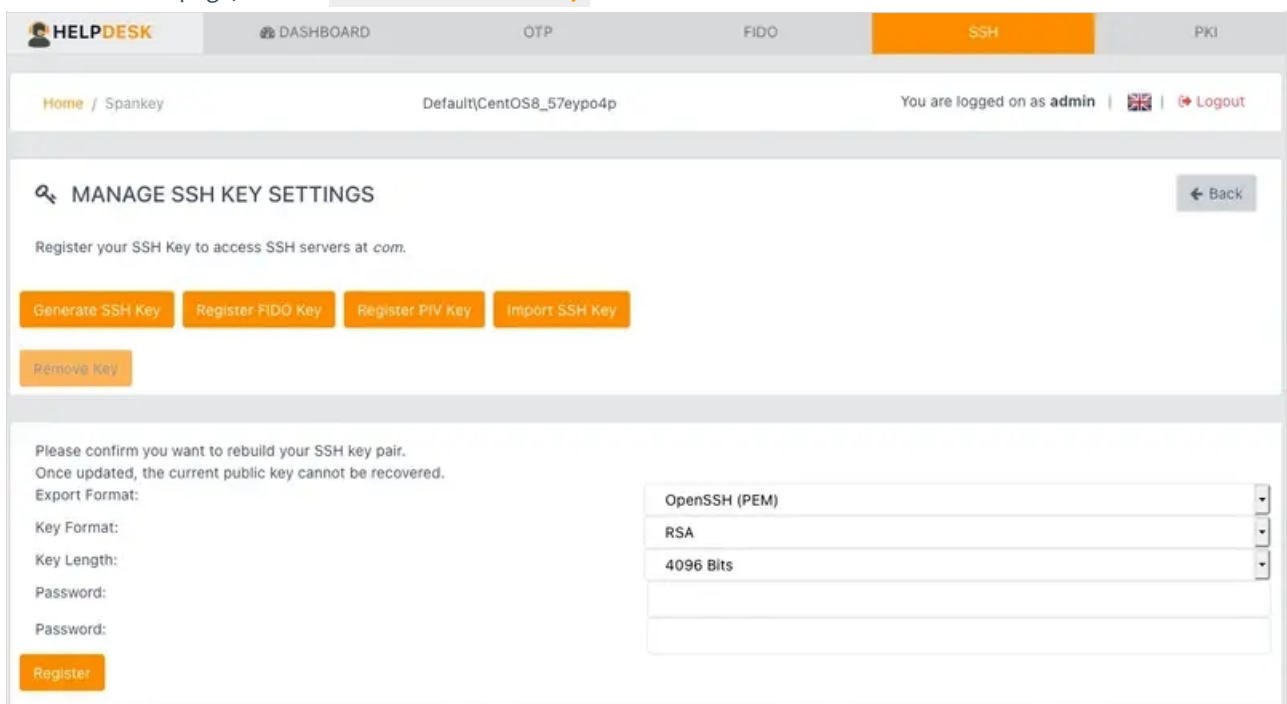 HELPDESK DASHBOARD OTP FIDO SSH PKI
Home / Spankey Default\CentOS8_57eypo4p You are logged on as admin | | Logout
MANAGE SSH KEY SETTINGS Back
Register your SSH Key to access SSH servers at com.
Generate SSH Key Register FIDO Key Register PIV Key Import SSH Key
Remove Key
Please confirm you want to rebuild your SSH key pair.
Once updated, the current public key cannot be recovered.
Export Format: OpenSSH (PEM)
Key Format: RSA
Key Length: 4096 Bits
Password:
Password:
Register